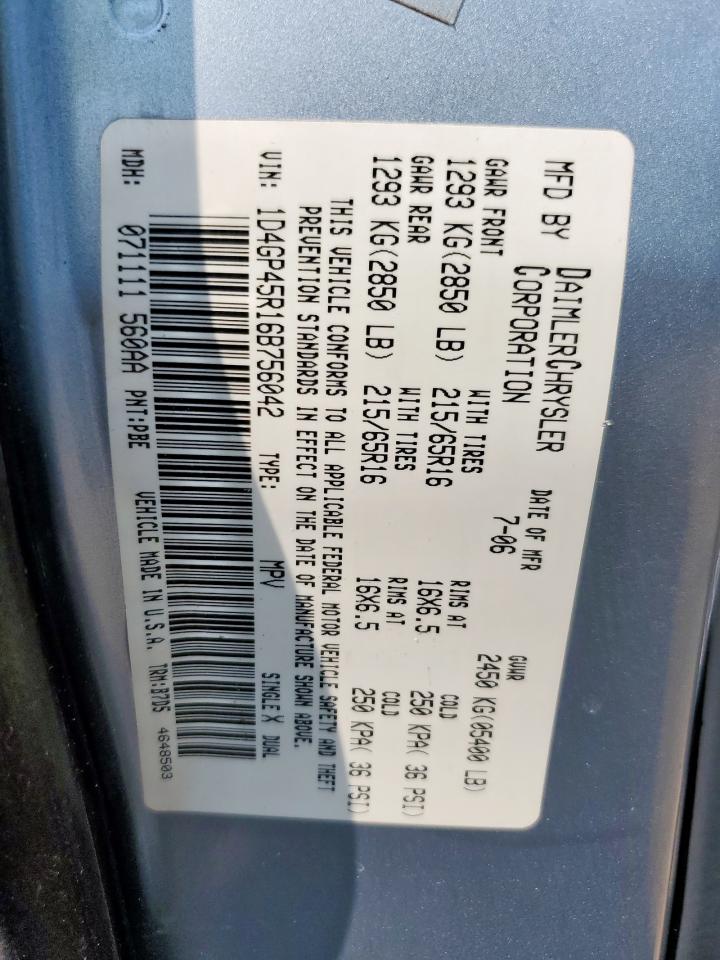 MFD BY DAIMLERCHRYSLER CORPORATION DATE OF MFR 7-06 GVWR 2450 KG(05400 LB)
GAWR FRONT WITH TIRES RIMS AT COLD
1293 KG(2850 LB) 215/65R16 16X6.5 250 KPA( 36 PSI)
GAWR REAR WITH TIRES RIMS AT COLD
1293 KG(2850 LB) 215/65R16 16X6.5 250 KPA( 36 PSI)
THIS VEHICLE CONFORMS TO ALL APPLICABLE FEDERAL MOTOR VEHICLE SAFETY AND THEFT
PREVENTION STANDARDS IN EFFECT ON THE DATE OF MANUFACTURE SHOWN ABOVE.
VIN: 1D4GP45R16B756042 TYPE: MPV SINGLE X DUAL
MDH: 071111 560AA PNT:PBE VEHICLE MADE IN U.S.A. TRM:B7D5 4648503